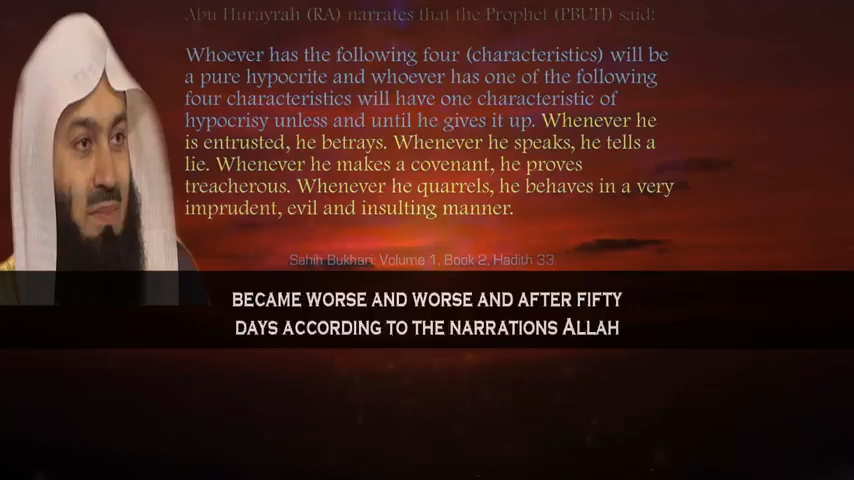 Abu Hurayrah (RA) narrates that the Prophet (PBUH) said:
Whoever has the following four (characteristics) will be
a pure hypocrite and whoever has one of the following
four characteristics will have one characteristic of
hypocrisy unless and until he gives it up. Whenever he
is entrusted, he betrays. Whenever he speaks, he tells a
lie. Whenever he makes a covenant, he proves
treacherous. Whenever he quarrels, he behaves in a very
imprudent, evil and insulting manner.
Sahih Bukhari: Volume 1, Book 2, Hadith 33.
BECAME WORSE AND WORSE AND AFTER FIFTY
DAYS ACCORDING TO THE NARRATIONS ALLAH